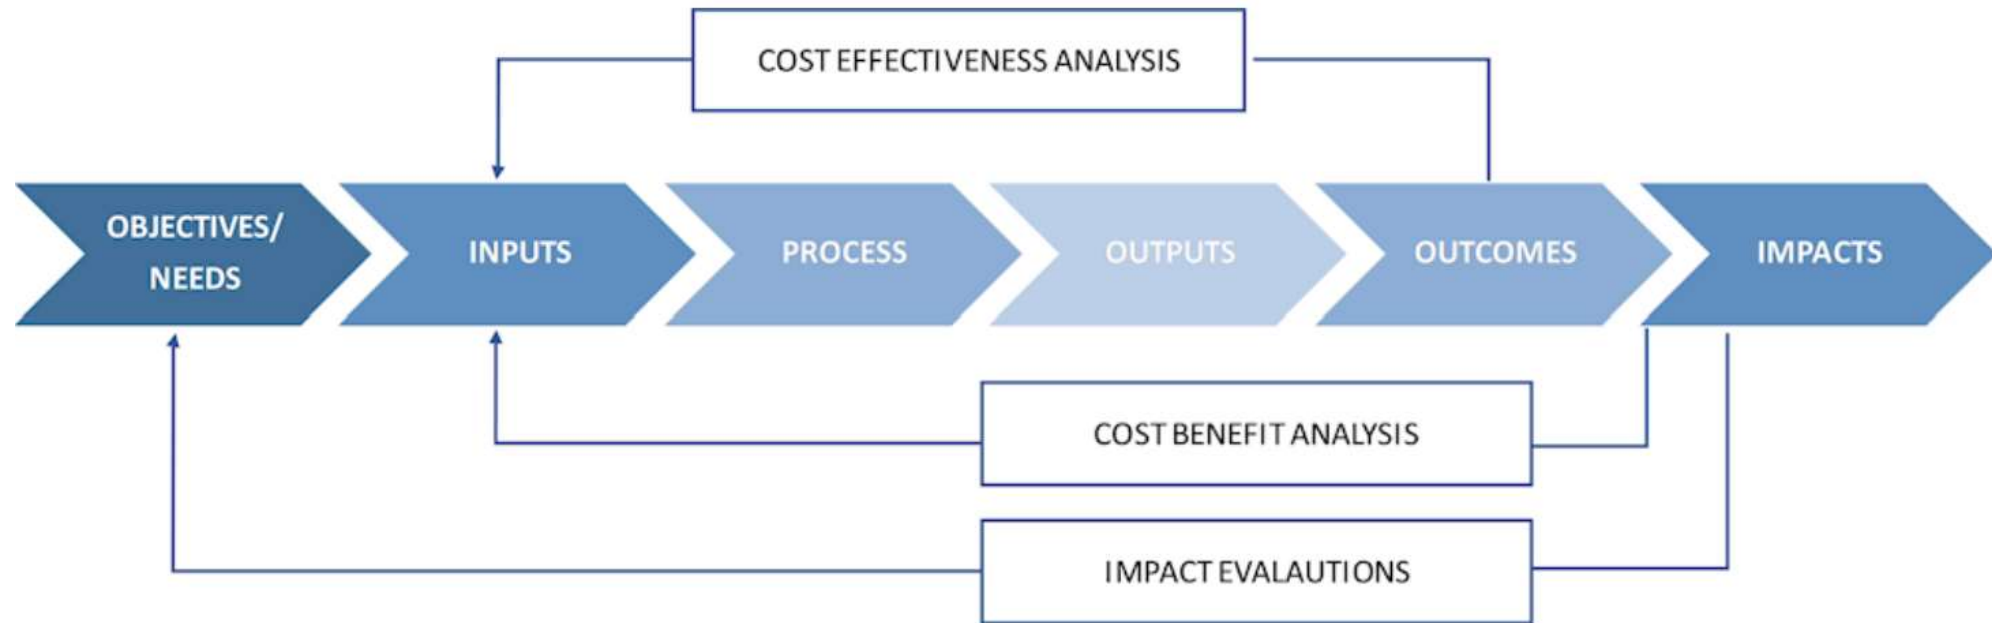 COST EFFECTIVENESS ANALYSIS
OBJECTIVES/
NEEDS
INPUTS
PROCESS
OUTPUTS
OUTCOMES
IMPACTS
COST BENEFIT ANALYSIS
IMPACT EVALAUTIONS